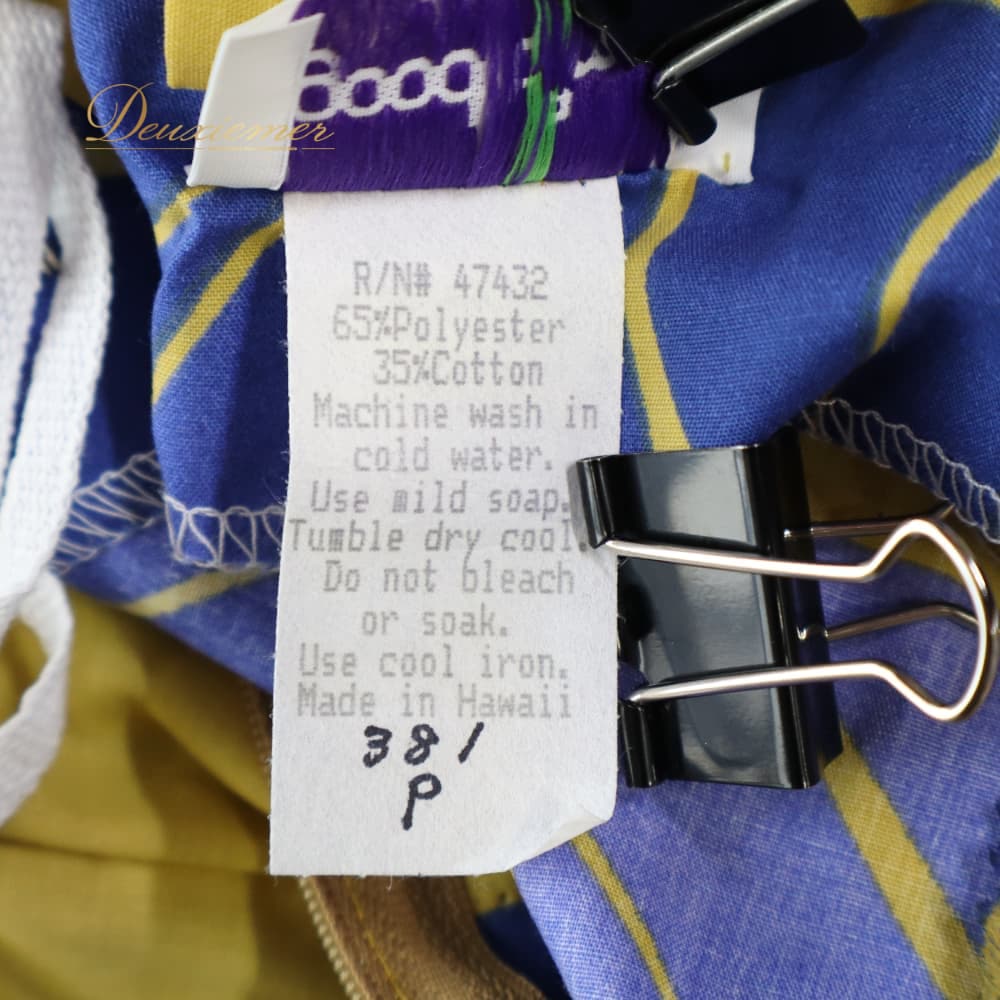 Deuxiemer
R/N# 47432
65%Polyester
35%Cotton
Machine wash in
cold water.
Use mild soap.
Tumble dry cool.
Do not bleach
or soak.
Use cool iron.
Made in Hawaii
381
P